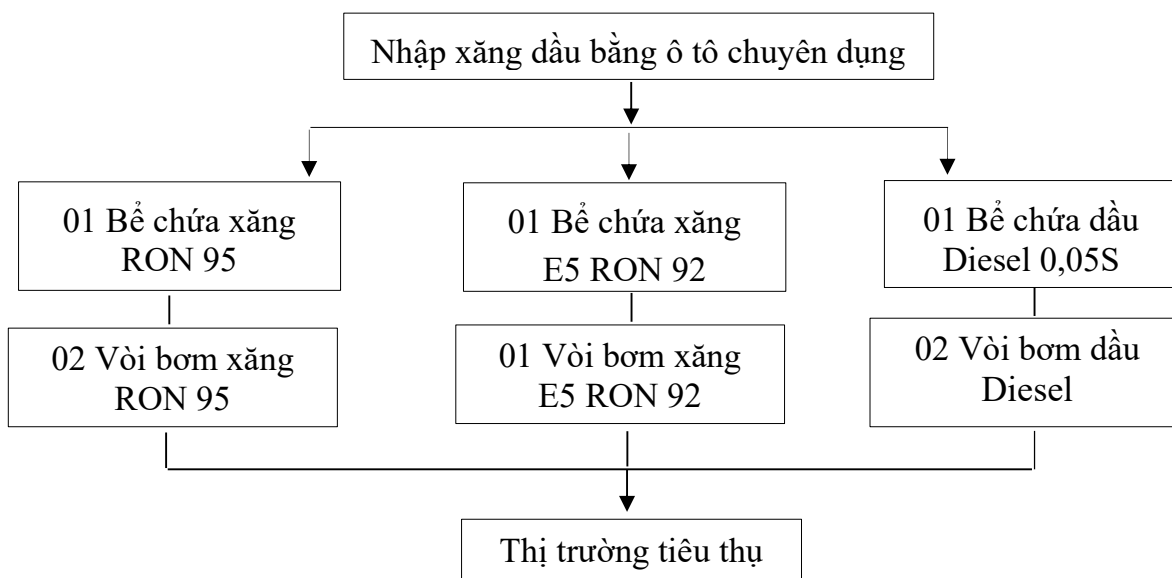 Nhập xăng dầu bằng ô tô chuyên dụng
01 Bể chứa xăng
RON 95
01 Bể chứa xăng
E5 RON 92
01 Bể chứa dầu
Diesel 0,05S
02 Vòi bơm xăng
RON 95
01 Vòi bơm xăng
E5 RON 92
02 Vòi bơm dầu
Diesel
Thị trường tiêu thụ